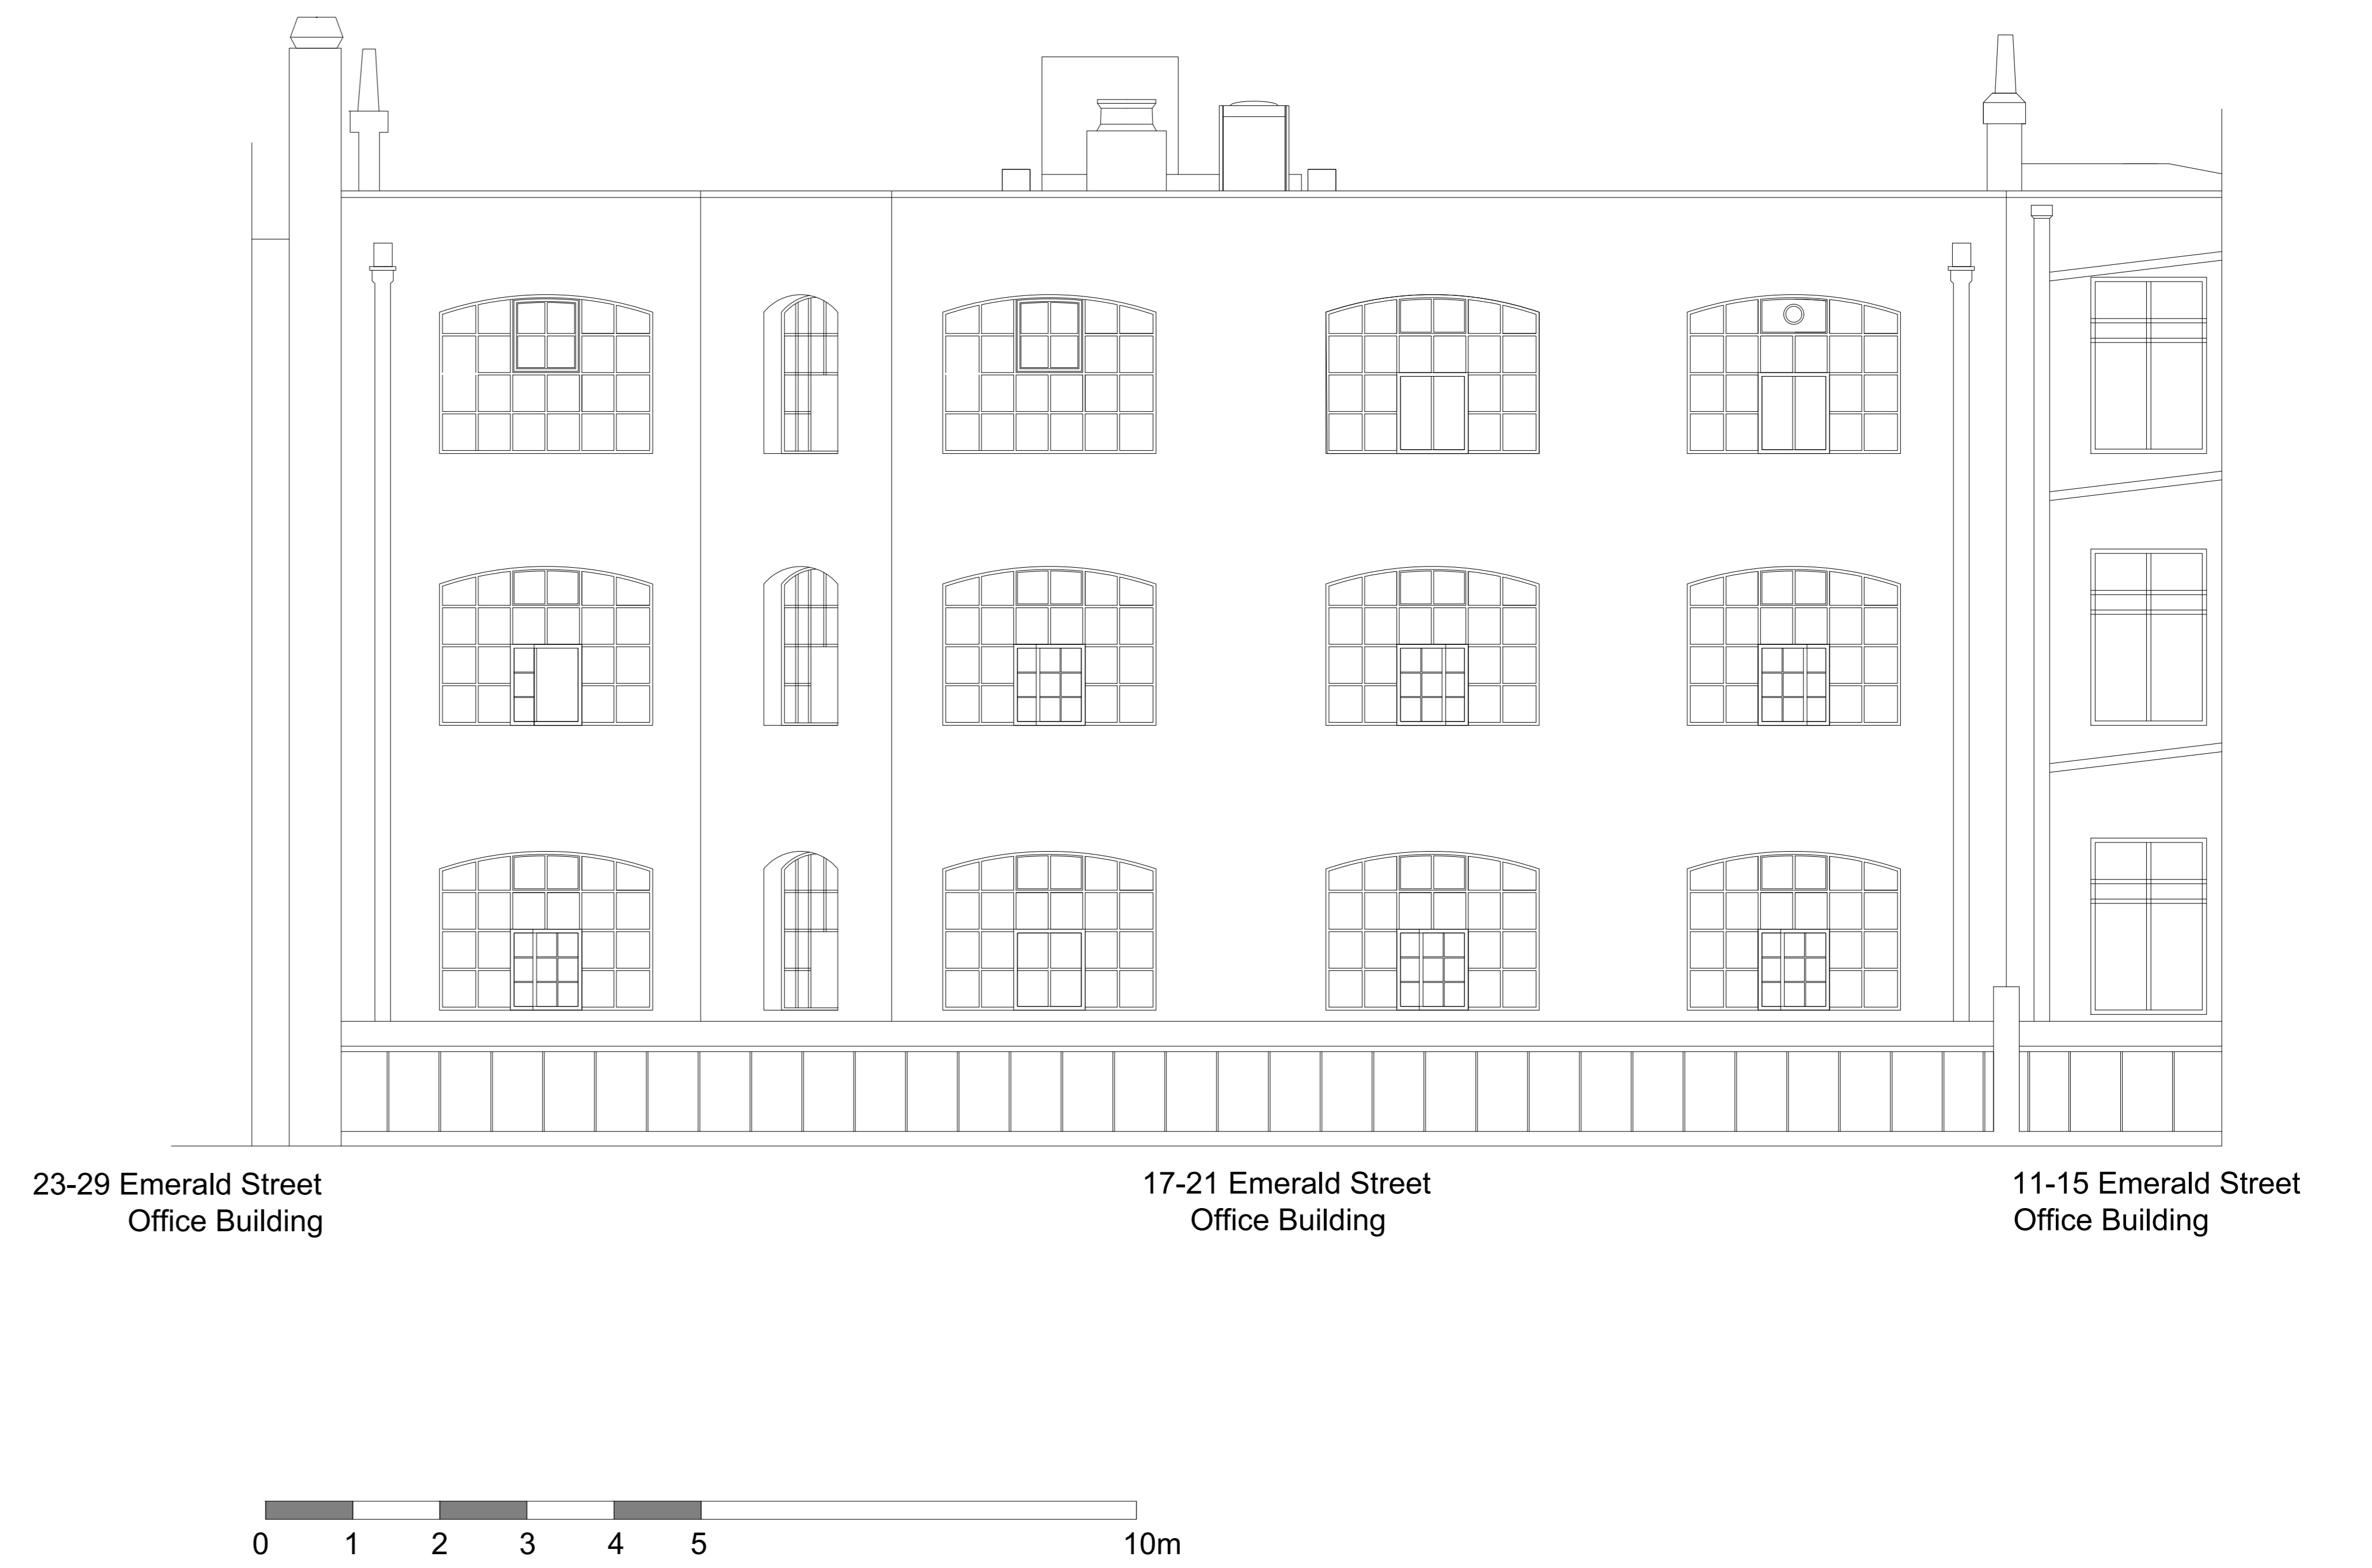 23-29 Emerald Street
Office Building
17-21 Emerald Street
Office Building
11-15 Emerald Street
Office Building
0 1 2 3 4 5 10m